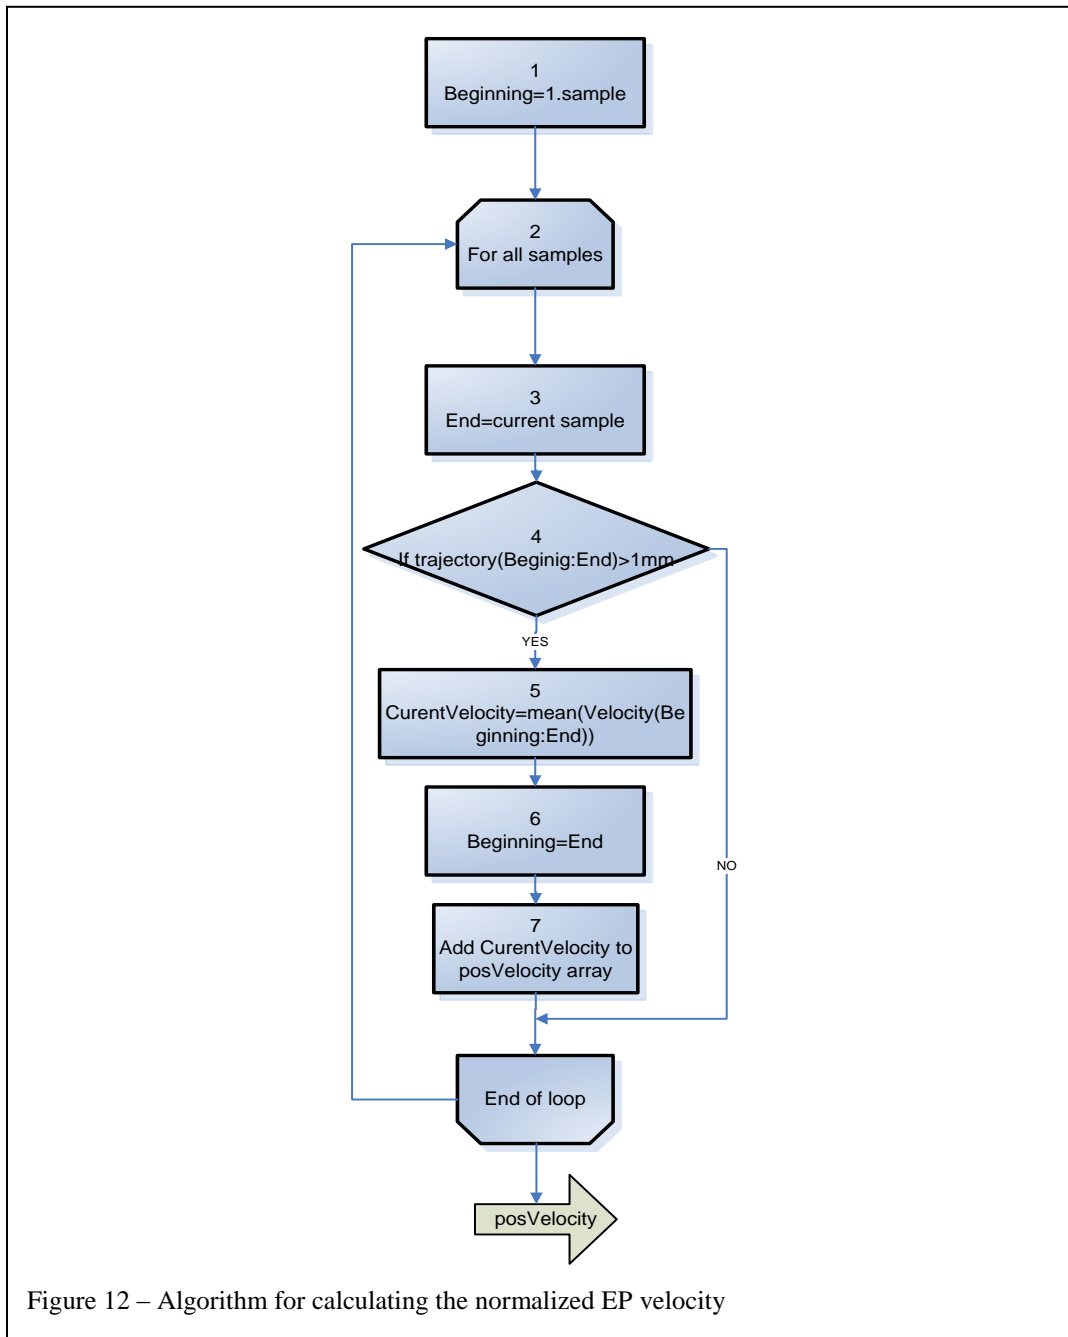 1
Beginning=1.sample
2
For all samples
3
End=current sample
4
If trajectory(Beginig:End)>1mm
YES
5
CurentVelocity=mean(Velocity(Be
ginning:End))
6
Beginning=End
NO
7
Add CurentVelocity to
posVelocity array
End of loop
posVelocity
Figure 12 – Algorithm for calculating the normalized EP velocity